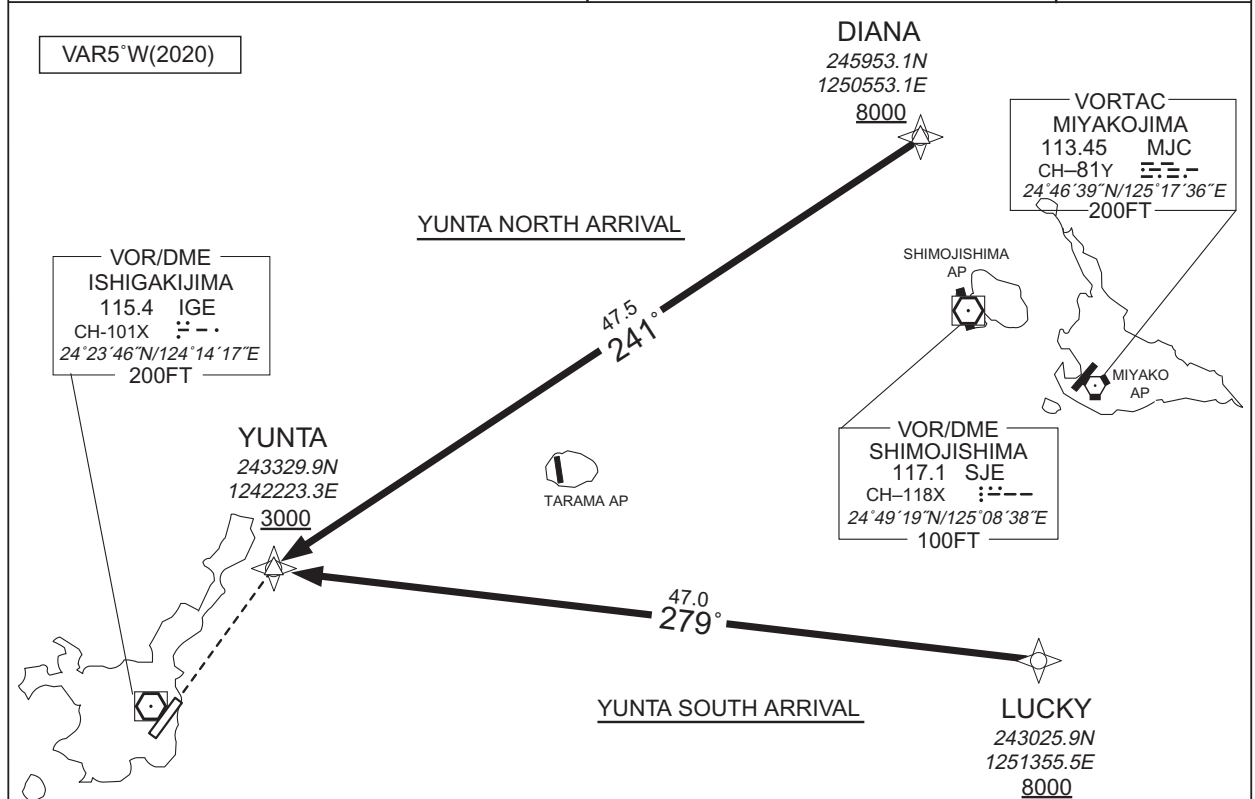 VAR5˚W(2020)
DIANA
245953.1N
1250553.1E
8000
VORTAC
MIYAKOJIMA
113.45 MJC
CH–81Y
24˚46´39˝N/125˚17´36˝E
200FT
YUNTA NORTH ARRIVAL
VOR/DME
ISHIGAKIJIMA
115.4 IGE
CH-101X
24˚23´46˝N/124˚14´17˝E
200FT
SHIMOJISHIMA
AP
47.5
241˚
MIYAKO
AP
YUNTA
243329.9N
1242223.3E
3000
TARAMA AP
VOR/DME
SHIMOJISHIMA
117.1 SJE
CH–118X
24˚49´19˝N/125˚08´38˝E
100FT
47.0
279˚
YUNTA SOUTH ARRIVAL
LUCKY
243025.9N
1251355.5E
8000